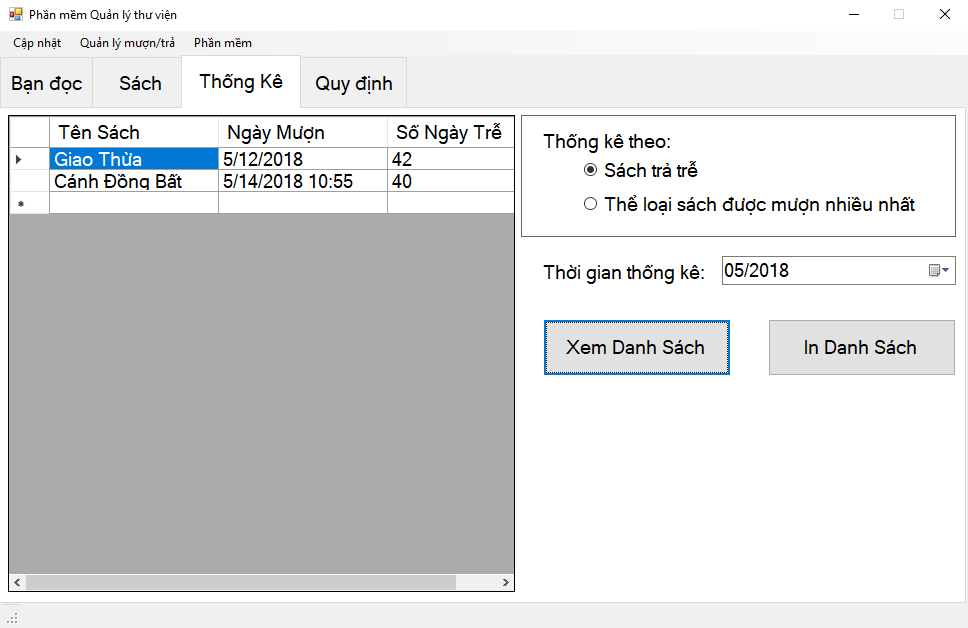 Phần mềm Quản lý thư viện
Cập nhật Quản lý mượn/trả Phần mềm
Bạn đọc Sách Thống Kê Quy định
Tên Sách Ngày Mượn Số Ngày Trễ
Giao Thừa 5/12/2018 42
Cánh Đồng Bất 5/14/2018 10:55 40
Thống kê theo:
Sách trả trễ
Thể loại sách được mượn nhiều nhất
Thời gian thống kê: 05/2018
Xem Danh Sách In Danh Sách